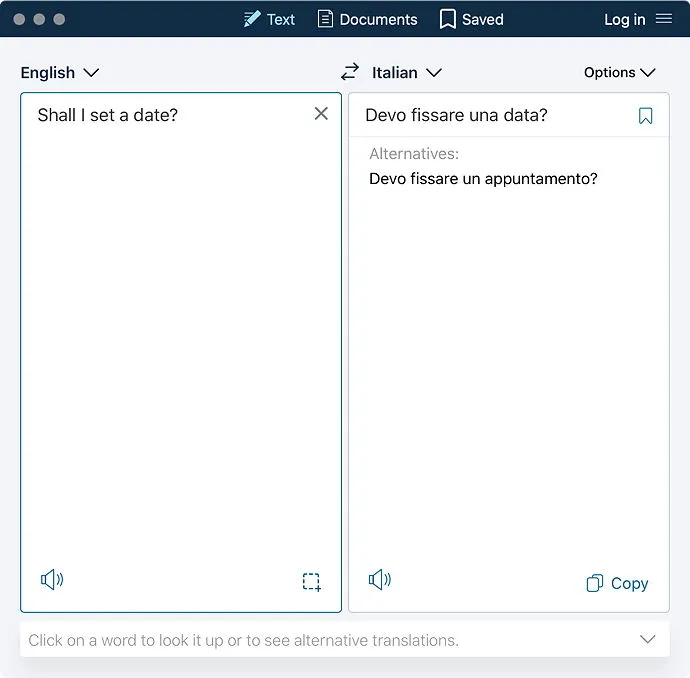 Text Documents Saved Log in
English Italian Options
Shall I set a date?
Devo fissare una data?
Alternatives:
Devo fissare un appuntamento?
Copy
Click on a word to look it up or to see alternative translations.